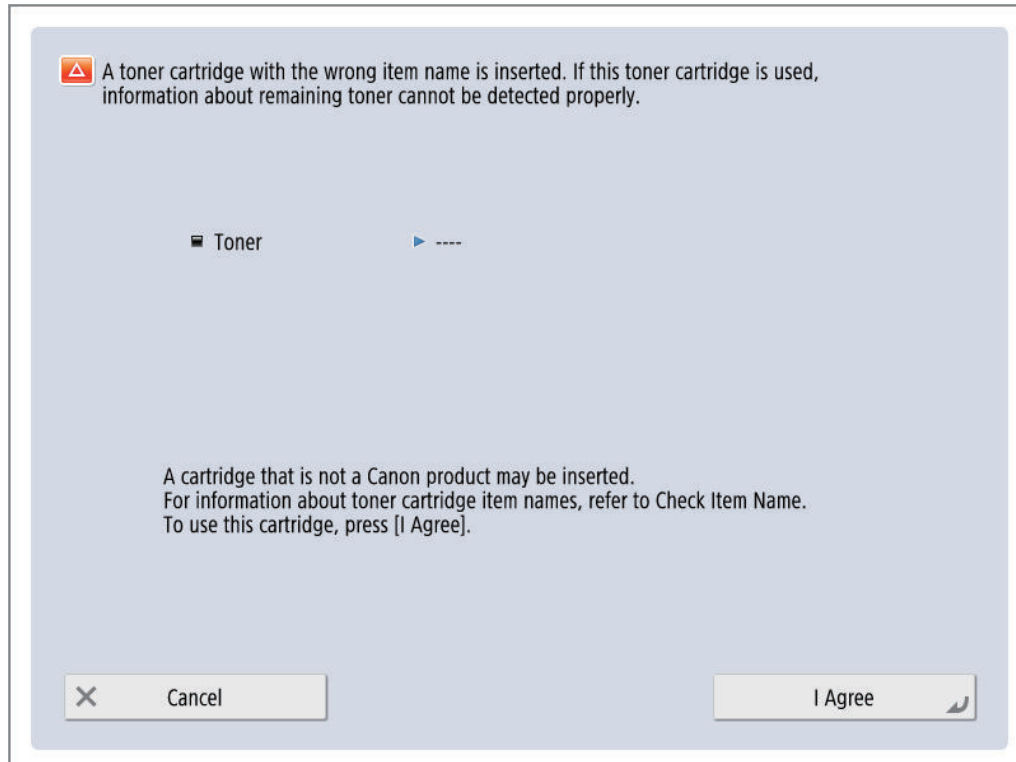 A toner cartridge with the wrong item name is inserted. If this toner cartridge is used,
information about remaining toner cannot be detected properly.
Toner ----
A cartridge that is not a Canon product may be inserted.
For information about toner cartridge item names, refer to Check Item Name.
To use this cartridge, press [I Agree].
Cancel I Agree